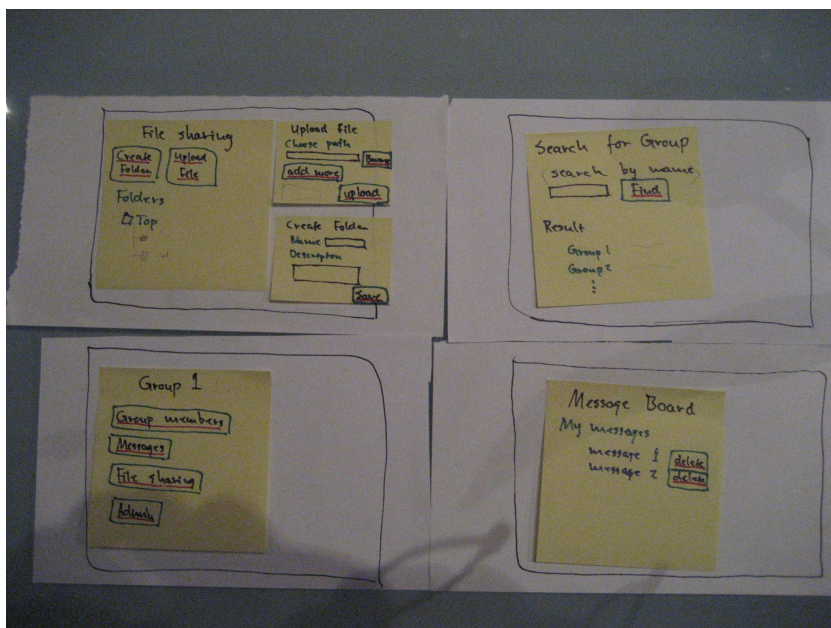 File sharing
Create
Folder
Upload
File
Folders
Top
Upload file
Choose path
Browse
add more
upload
Create Folder
Name
Description
Save
Search for Group
search by name
Find
Result
Group 1
Group 2
Group 1
Group members
Messages
File sharing
Admin
Message Board
My messages
message 1 delete
message 2 delete